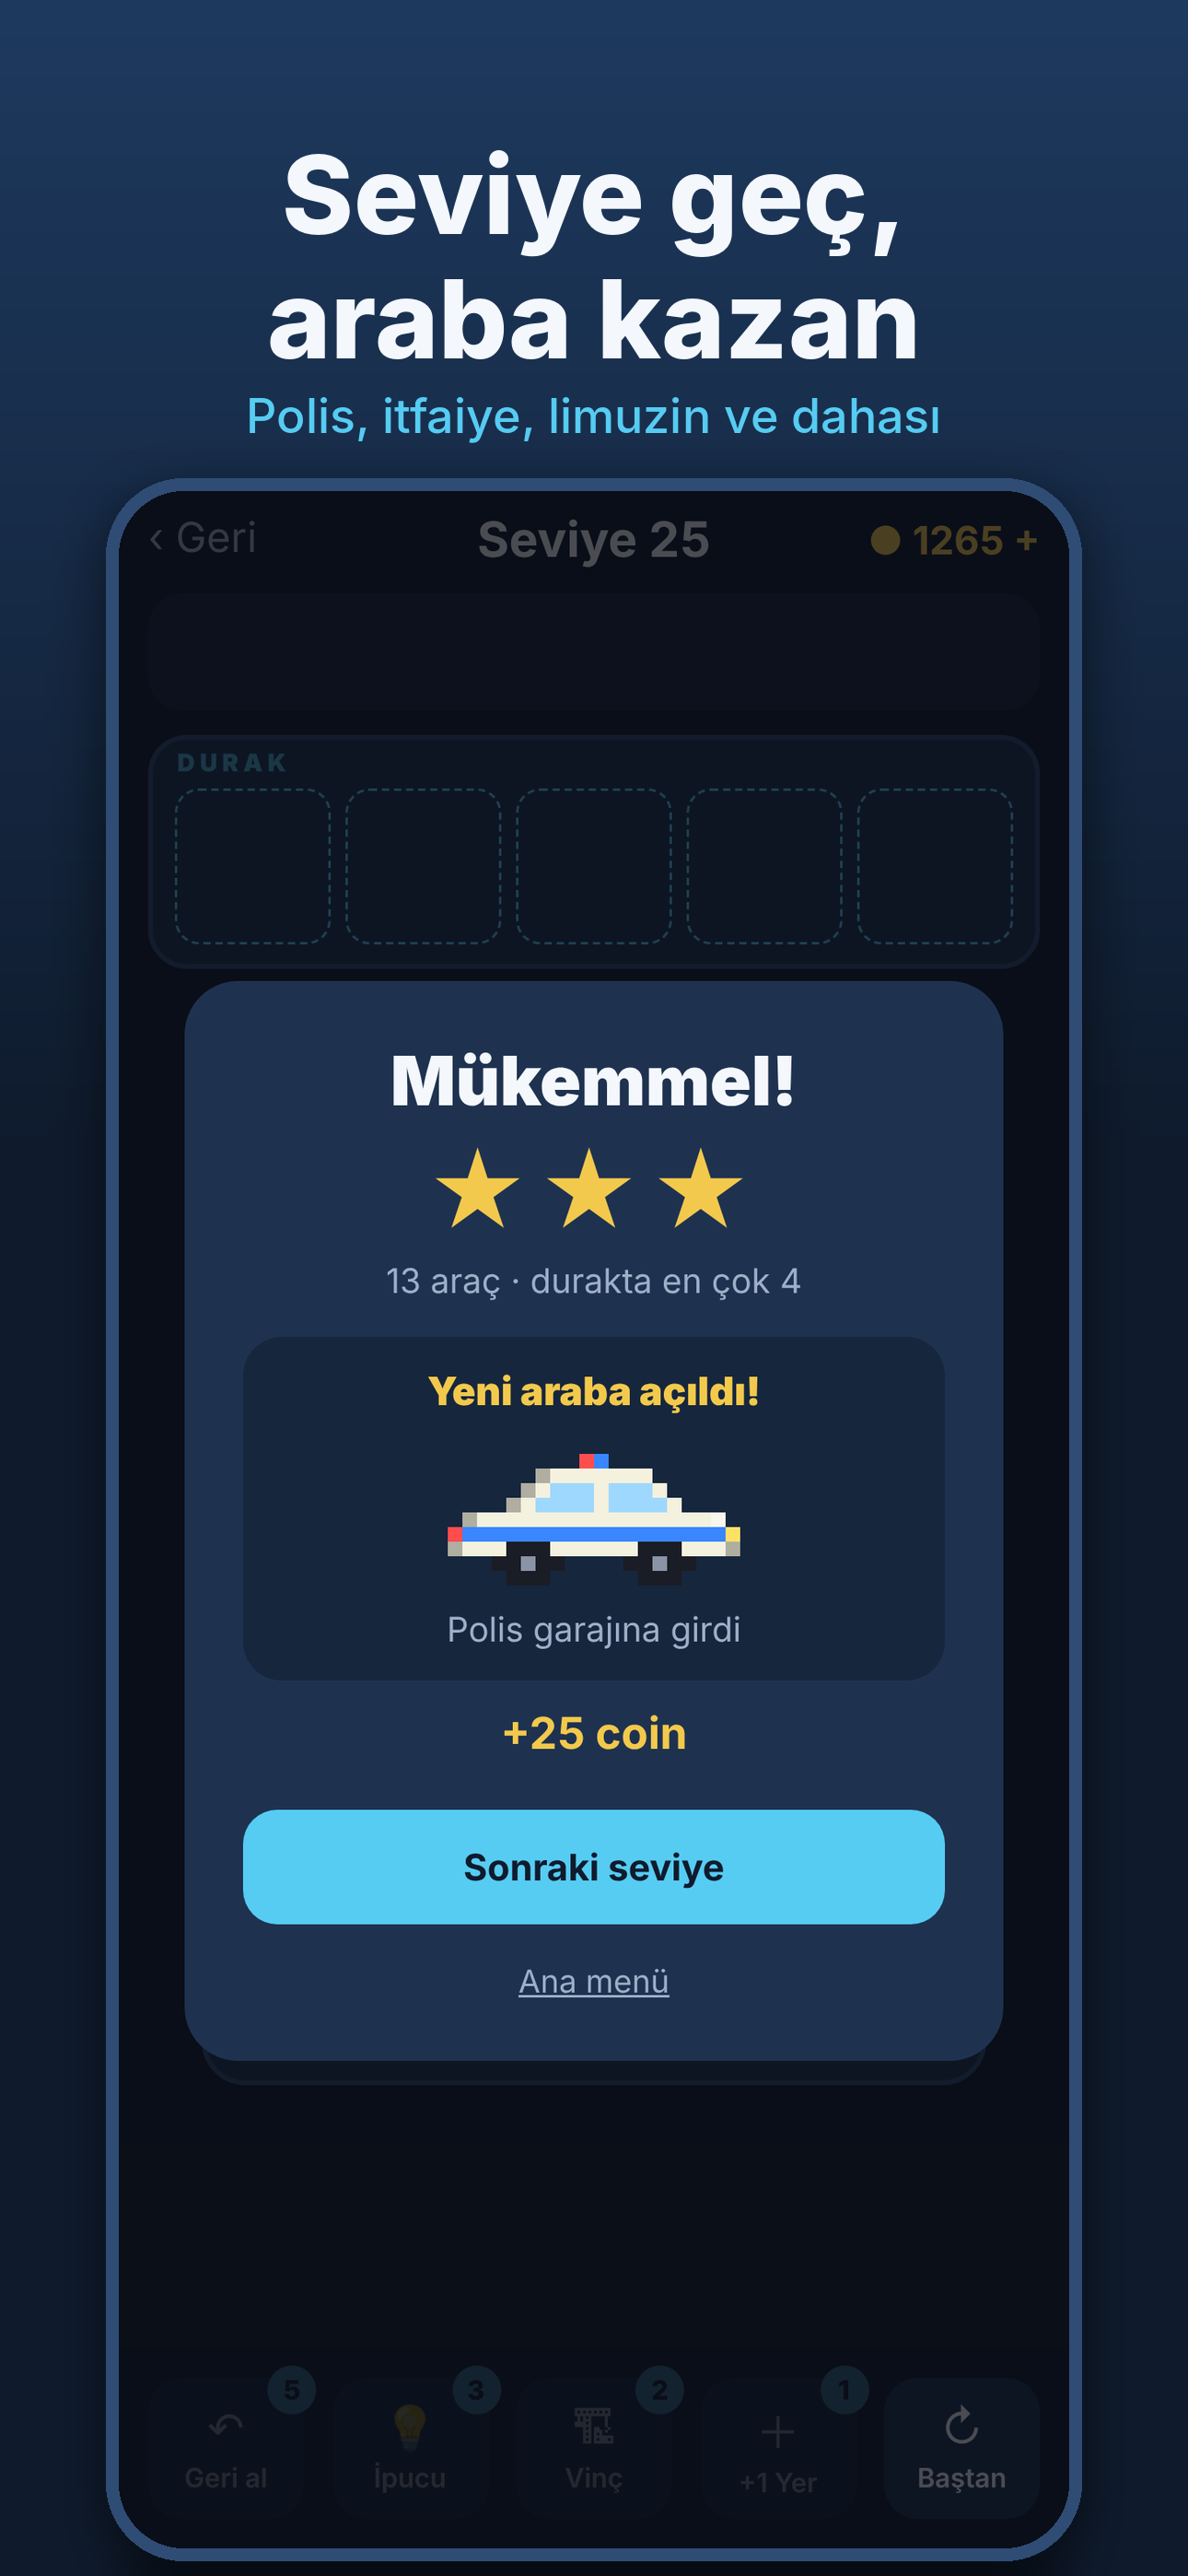 Seviye geç,
araba kazan
Polis, itfaiye, limuzin ve dahası
‹ Geri
Seviye 25
1265 +
DURAK
Mükemmel!
13 araç · durakta en çok 4
Yeni araba açıldı!
Polis garajına girdi
+25 coin
Sonraki seviye
Ana menü
5
3
2
1
Geri al
İpucu
Vinç
+1 Yer
Baştan